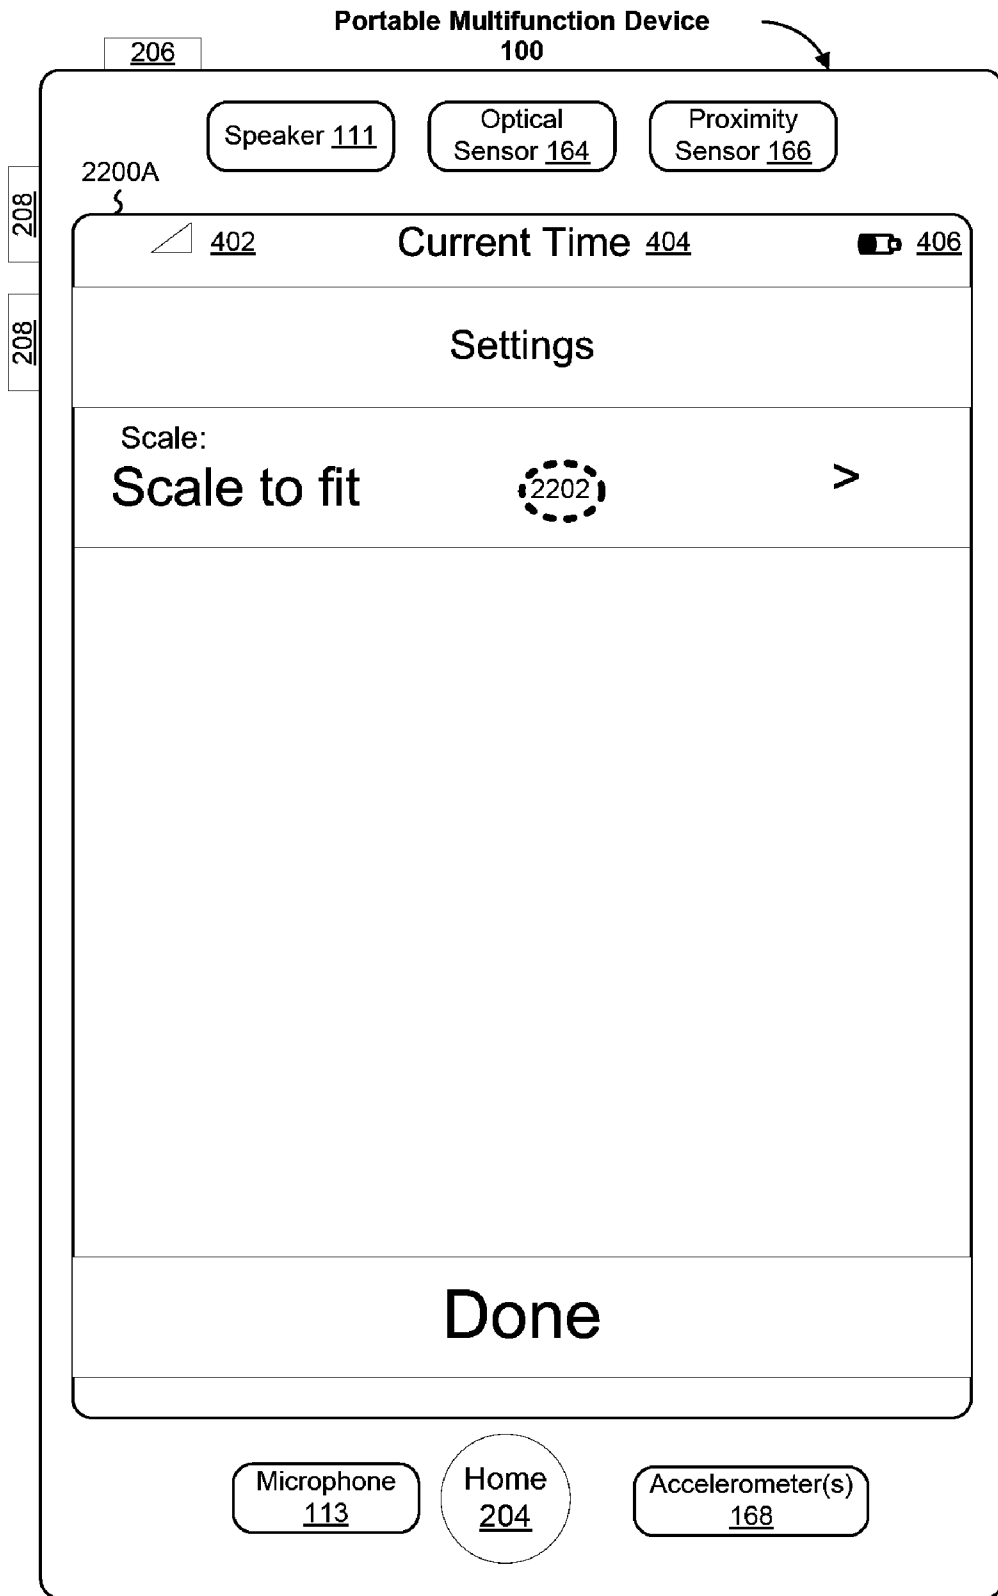 Portable Multifunction Device
100
206
Speaker 111
Optical
Sensor 164
Proximity
Sensor 166
2200A
208
208
402
Current Time 404
406
Settings
Scale:
Scale to fit
2202
>
Done
Microphone
113
Home
204
Accelerometer(s)
168